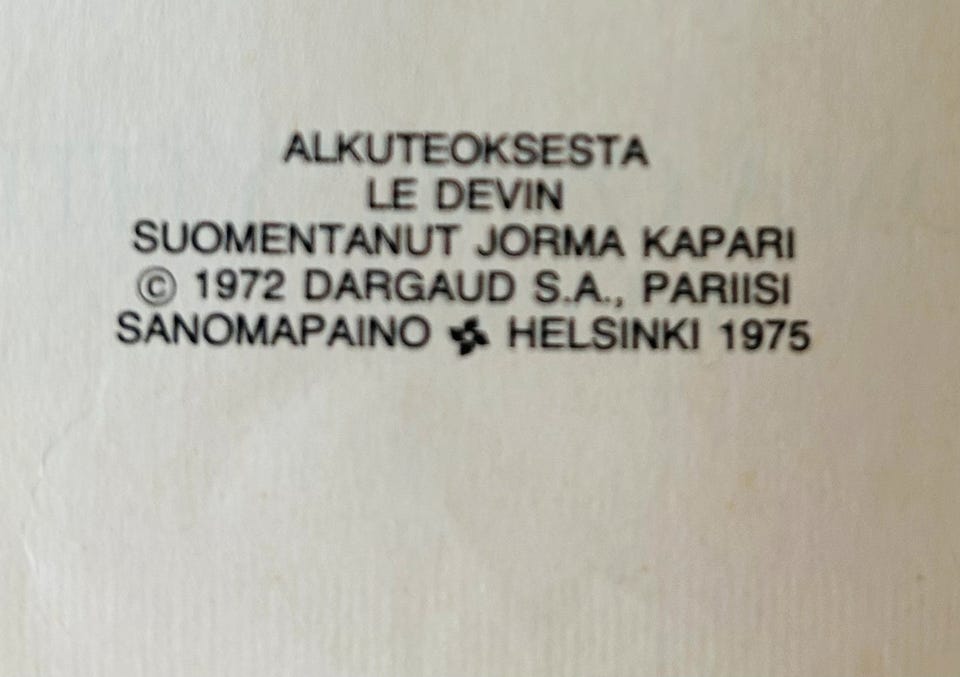 ALKUTEOKSESTA
LE DEVIN
SUOMENTANUT JORMA KAPARI
© 1972 DARGAUD S.A., PARIISI
SANOMAPAINO HELSINKI 1975